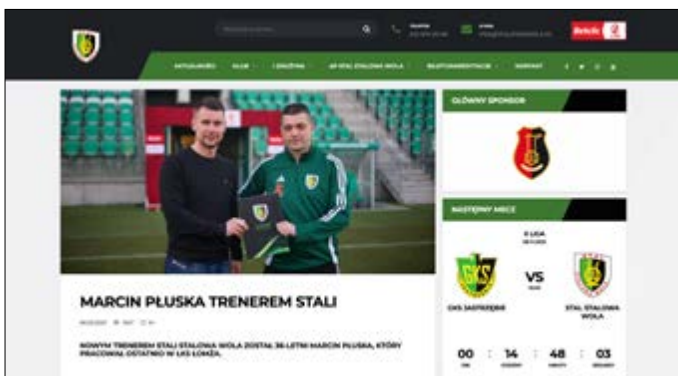 Betclic
AKTUALNOŚCI KLUB I DRUŻYNA AP STAL STALOWA WOLA BILETY/AKREDYTACJE KONTAKT
GŁÓWNY SPONSOR
NASTĘPNY MECZ
II LIGA
GKS
VS
GKS JASTRZĘBIE
STAL STALOWA
WOLA
00 : 14 : 48 : 03
MARCIN PŁUSKA TRENEREM STALI
NOWYM TRENEREM STALI STALOWA WOLA ZOSTAŁ 36-LETNI MARCIN PŁUSKA, KTÓRY
PRACOWAŁ OSTATNIO W ŁKS ŁOMŻA.